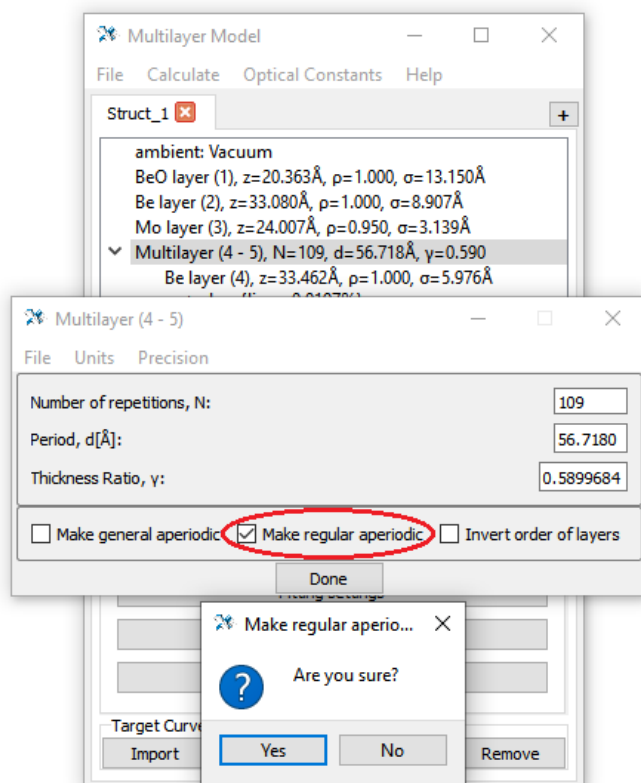 Multilayer Model
File Calculate Optical Constants Help
Struct_1
+
ambient: Vacuum
BeO layer (1), z=20.363Å, ρ=1.000, σ=13.150Å
Be layer (2), z=33.080Å, ρ=1.000, σ=8.907Å
Mo layer (3), z=24.007Å, ρ=0.950, σ=3.139Å
Multilayer (4 - 5), N=109, d=56.718Å, γ=0.590
Be layer (4), z=33.462Å, ρ=1.000, σ=5.976Å
Multilayer (4 - 5)
File Units Precision
Number of repetitions, N: 109
Period, d[Å]: 56.7180
Thickness Ratio, γ: 0.5899684
Make general aperiodic Make regular aperiodic Invert order of layers
Done
Make regular aperio...
Are you sure?
Target Curve
Import Yes No Remove